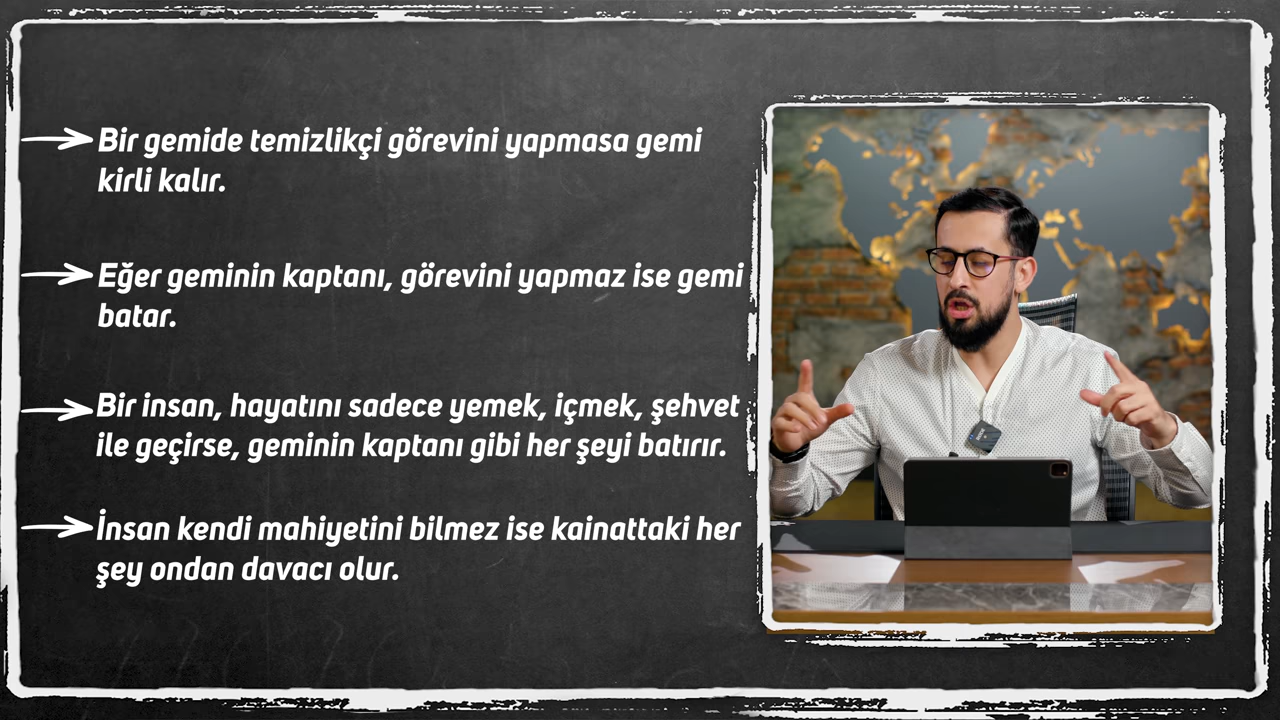 Bir gemide temizlikçi görevini yapmasa gemi
kirli kalır.
Eğer geminin kaptanı, görevini yapmaz ise gemi
batar.
Bir insan, hayatını sadece yemek, içmek, şehvet
ile geçirse, geminin kaptanı gibi her şeyi batırır.
İnsan kendi mahiyetini bilmez ise kainattaki her
şey ondan davacı olur.